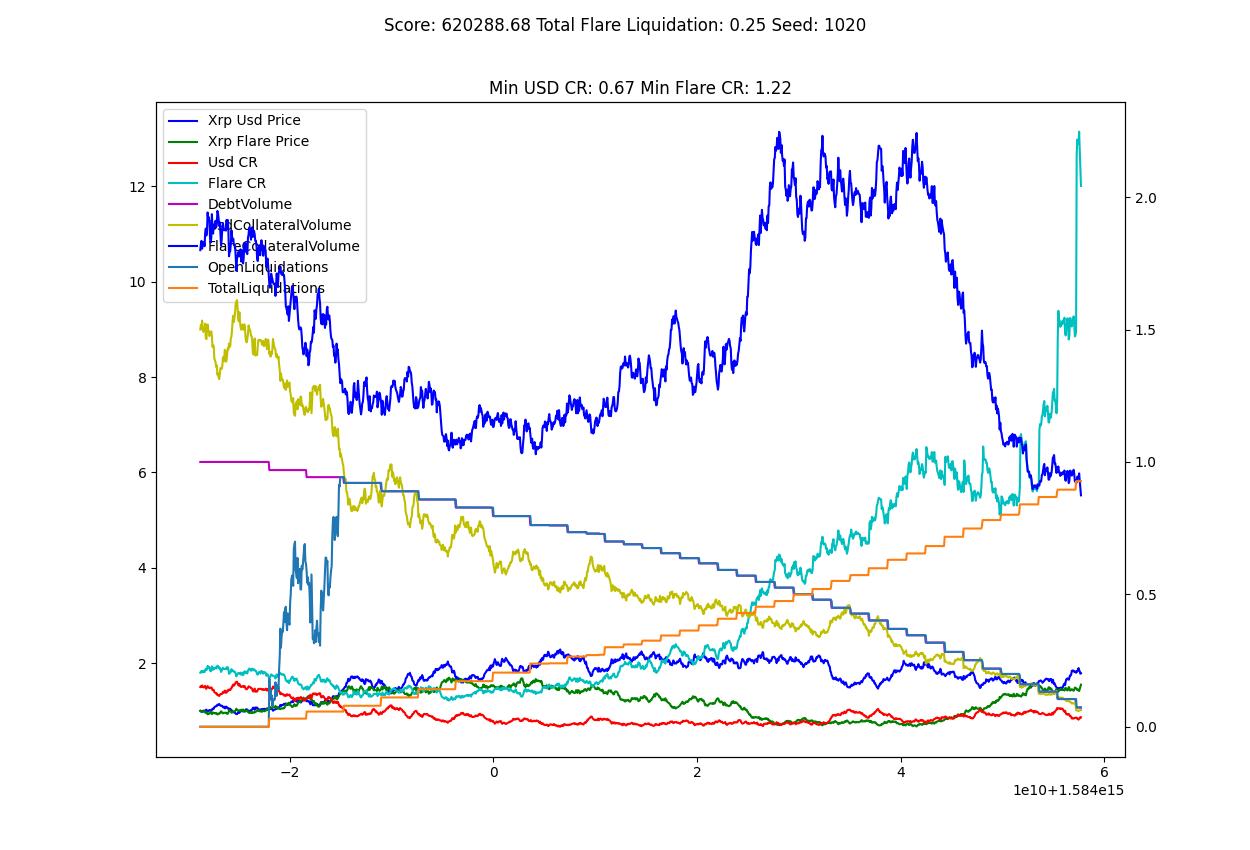 Score: 620288.68 Total Flare Liquidation: 0.25 Seed: 1020
Min USD CR: 0.67 Min Flare CR: 1.22
Xrp Usd Price
Xrp Flare Price
Usd CR
Flare CR
DebtVolume
UsdCollateralVolume
FlareCollateralVolume
OpenLiquidations
TotalLiquidations
12
10
8
6
4
2
2.0
1.5
1.0
0.5
0.0
−2
0
2
4
6
1e10+1.584e15